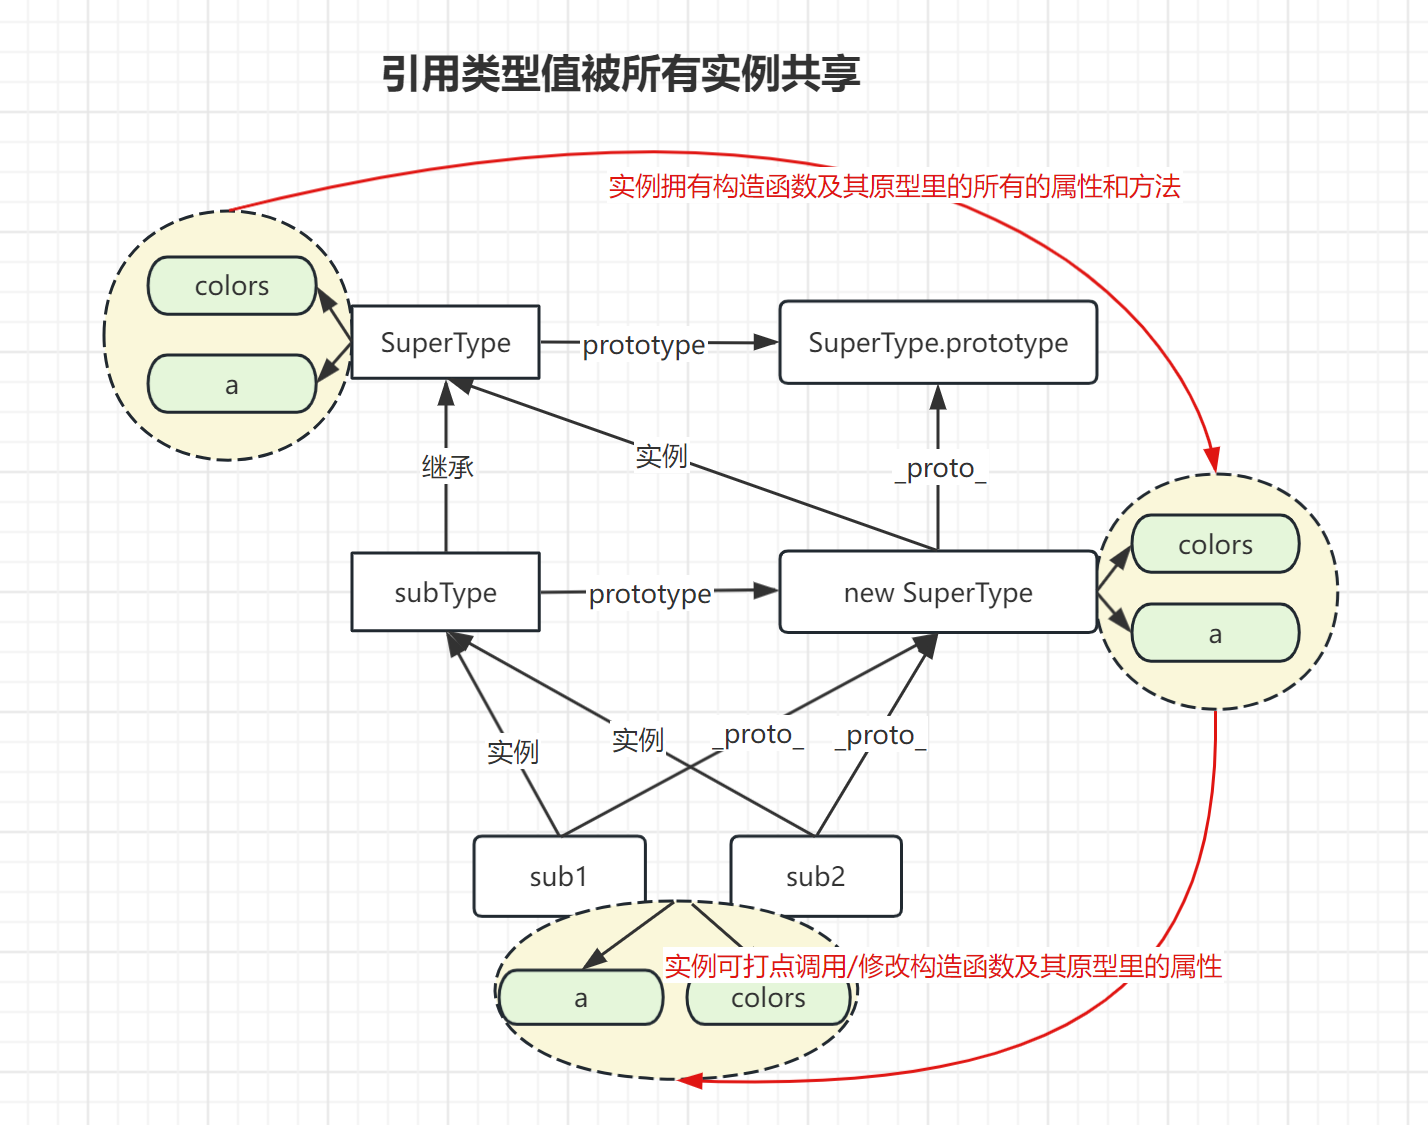 引用类型值被所有实例共享
实例拥有构造函数及其原型里的所有的属性和方法
colors
SuperType
prototype
SuperType.prototype
a
继承
实例
_proto_
colors
subType
prototype
new SuperType
a
实例
实例
_proto_
_proto_
sub1
sub2
实例可打点调用/修改构造函数及其原型里的属性
a
colors